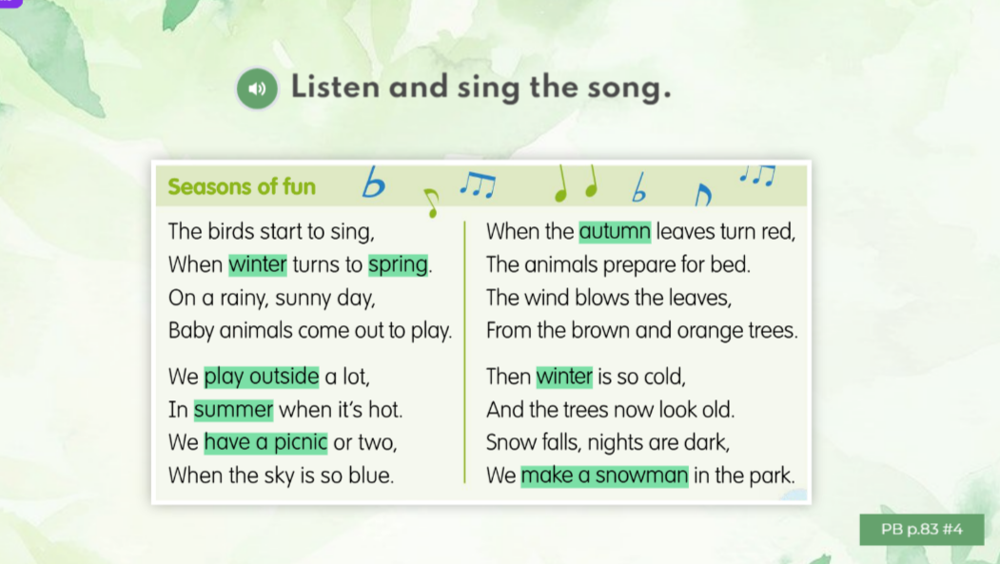 Listen and sing the song.
Seasons of fun
The birds start to sing,
When winter turns to spring.
On a rainy, sunny day,
Baby animals come out to play.
We play outside a lot,
In summer when it's hot.
We have a picnic or two,
When the sky is so blue.
When the autumn leaves turn red,
The animals prepare for bed.
The wind blows the leaves,
From the brown and orange trees.
Then winter is so cold,
And the trees now look old.
Snow falls, nights are dark,
We make a snowman in the park.
PB p.83 #4